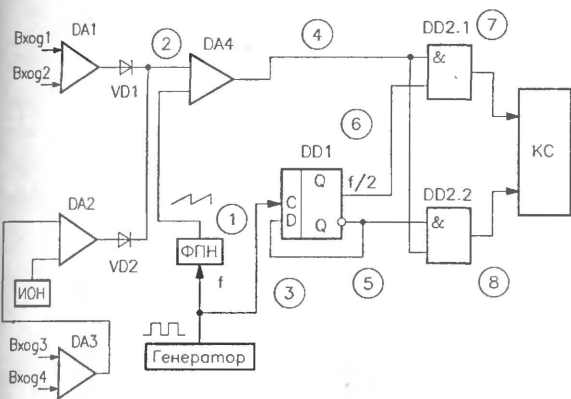 DA1
Вход1
Вход2
VD1
2
DA4
4
DD2.1
7
&
6
DD1
Q
f/2
C
D
Q
КС
DD2.2
&
8
1
ФПН
f
3
5
DA2
VD2
ИОН
DA3
Вход3
Вход4
Генератор